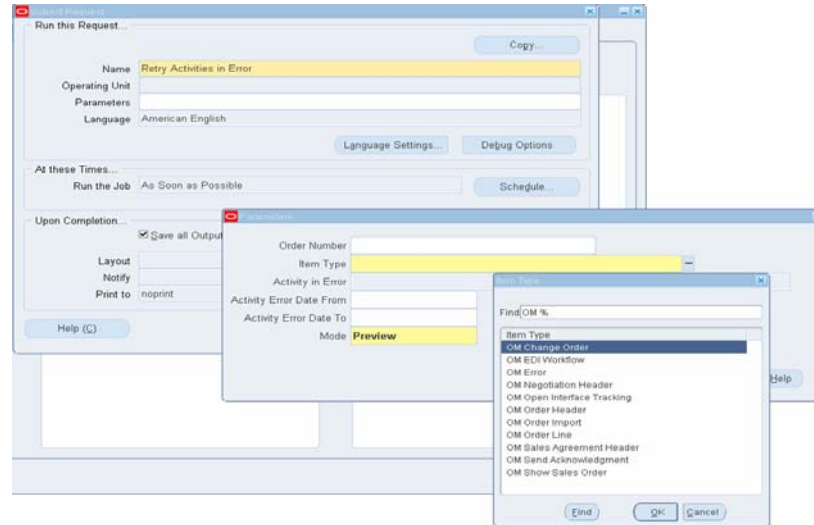 Submit Request
Run this Request...
Copy...
Name Retry Activities in Error
Operating Unit
Parameters
Language American English
Language Settings... Debug Options
At these Times...
Run the Job As Soon as Possible Schedule...
Upon Completion...
Save all Output
Layout
Notify
Print to noprint
Help (C)
Parameters
Order Number
Item Type
Activity in Error
Activity Error Date From
Activity Error Date To
Mode Preview
Help
Item Type
Find OM %
Item Type
OM Change Order
OM EDI Workflow
OM Error
OM Negotiation Header
OM Open Interface Tracking
OM Order Header
OM Order Import
OM Order Line
OM Sales Agreement Header
OM Send Acknowledgment
OM Show Sales Order
Find OK Cancel